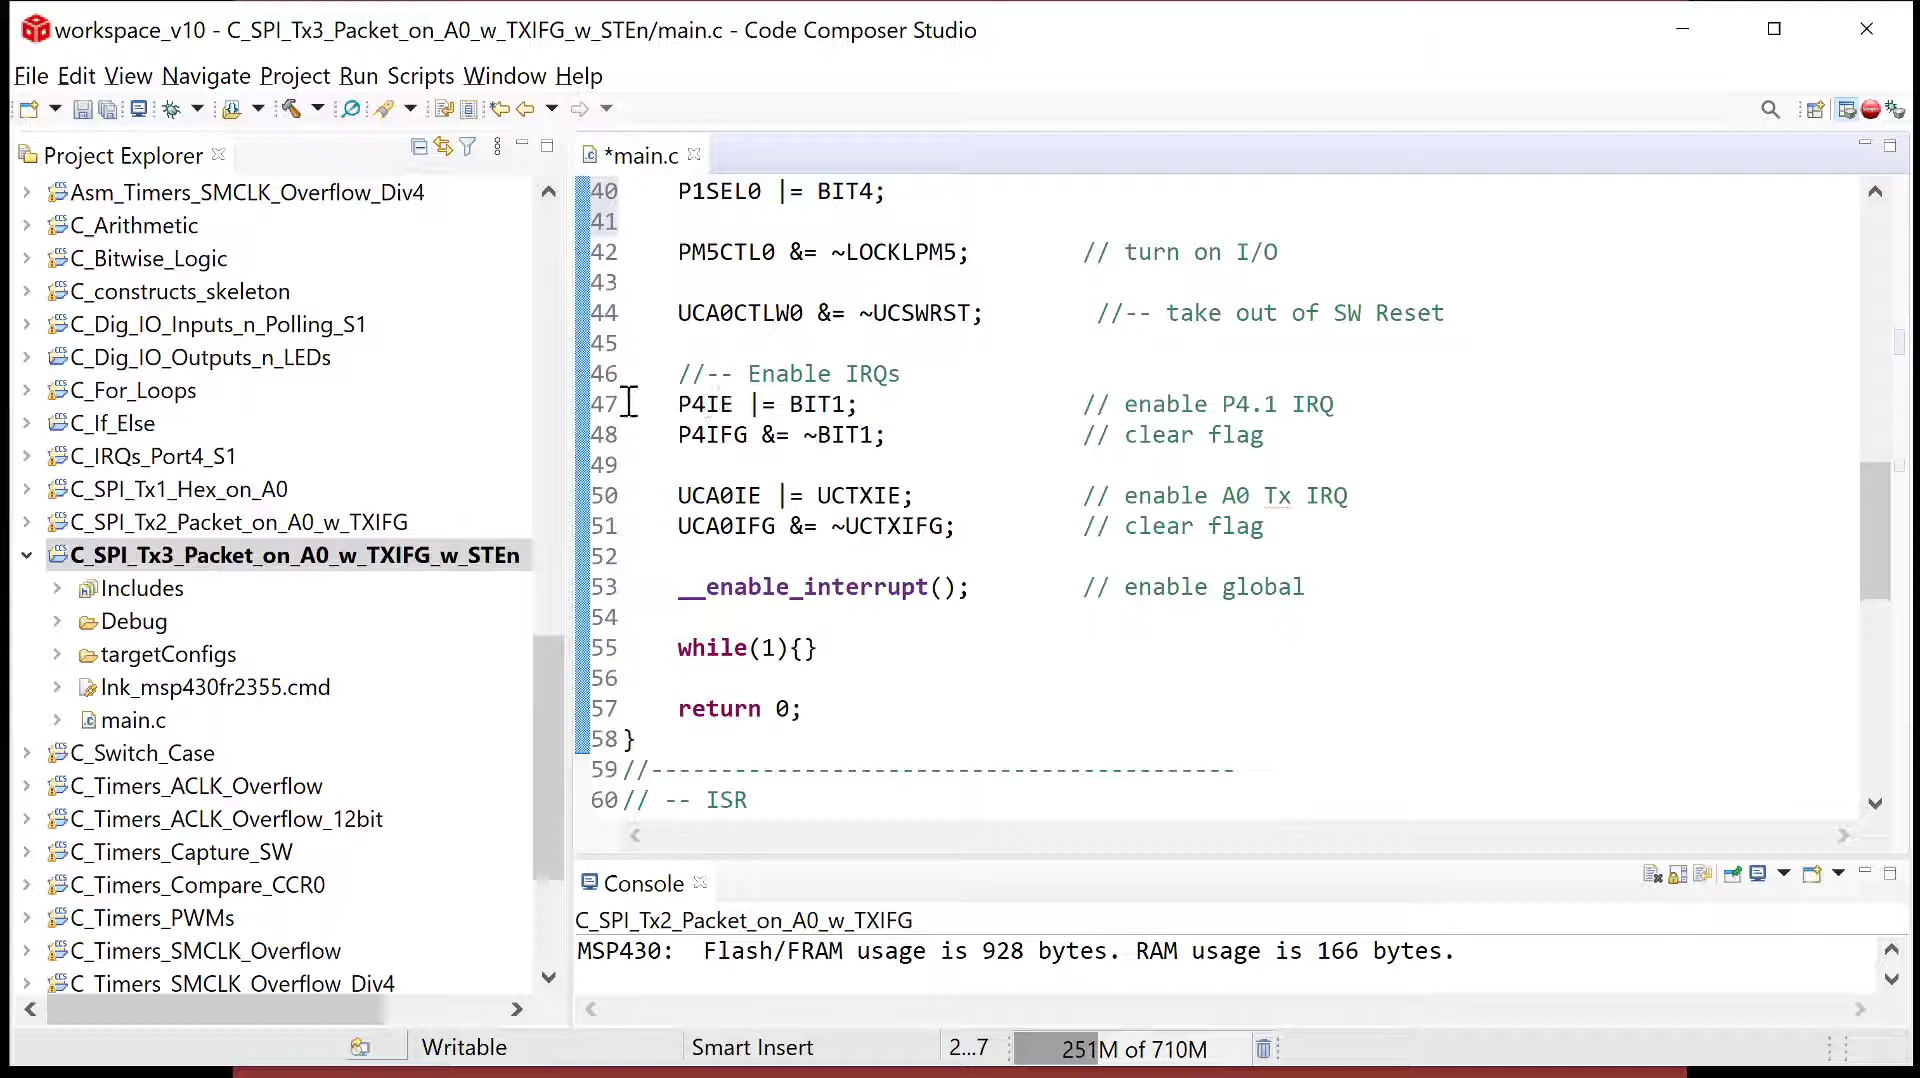 workspace_v10 - C_SPI_Tx3_Packet_on_A0_w_TXIFG_w_STEn/main.c - Code Composer Studio
File Edit View Navigate Project Run Scripts Window Help
Project Explorer
Asm_Timers_SMCLK_Overflow_Div4
C_Arithmetic
C_Bitwise_Logic
C_constructs_skeleton
C_Dig_IO_Inputs_n_Polling_S1
C_Dig_IO_Outputs_n_LEDs
C_For_Loops
C_If_Else
C_IRQs_Port4_S1
C_SPI_Tx1_Hex_on_A0
C_SPI_Tx2_Packet_on_A0_w_TXIFG
C_SPI_Tx3_Packet_on_A0_w_TXIFG_w_STEn
Includes
Debug
targetConfigs
lnk_msp430fr2355.cmd
main.c
C_Switch_Case
C_Timers_ACLK_Overflow
C_Timers_ACLK_Overflow_12bit
C_Timers_Capture_SW
C_Timers_Compare_CCR0
C_Timers_PWMs
C_Timers_SMCLK_Overflow
C_Timers_SMCLK_Overflow_Div4
*main.c
40 P1SEL0 |= BIT4;
41
42 PM5CTL0 &= ~LOCKLPM5; // turn on I/O
43
44 UCA0CTLW0 &= ~UCSWRST; //-- take out of SW Reset
45
46 //-- Enable IRQs
47 P4IE |= BIT1; // enable P4.1 IRQ
48 P4IFG &= ~BIT1; // clear flag
49
50 UCA0IE |= UCTXIE; // enable A0 Tx IRQ
51 UCA0IFG &= ~UCTXIFG; // clear flag
52
53 __enable_interrupt(); // enable global
54
55 while(1){}
56
57 return 0;
58 }
59 //------------------------------------------
60 // -- ISR
Console
C_SPI_Tx2_Packet_on_A0_w_TXIFG
MSP430: Flash/FRAM usage is 928 bytes. RAM usage is 166 bytes.
Writable Smart Insert 2...7 251M of 710M